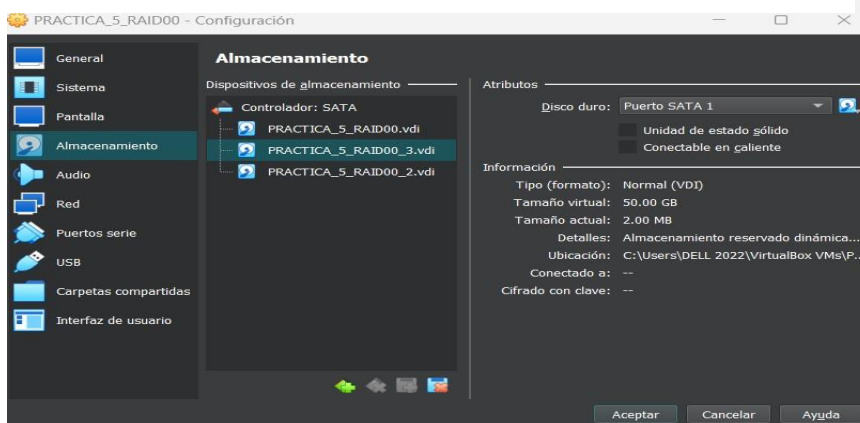 PRACTICA_5_RAID00 - Configuración
General
Sistema
Pantalla
Almacenamiento
Audio
Red
Puertos serie
USB
Carpetas compartidas
Interfaz de usuario
Almacenamiento
Dispositivos de almacenamiento
Controlador: SATA
PRACTICA_5_RAID00.vdi
PRACTICA_5_RAID00_3.vdi
PRACTICA_5_RAID00_2.vdi
Atributos
Disco duro: Puerto SATA 1
Unidad de estado sólido
Conectable en caliente
Información
Tipo (formato): Normal (VDI)
Tamaño virtual: 50.00 GB
Tamaño actual: 2.00 MB
Detalles: Almacenamiento reservado dinámica...
Ubicación: C:\Users\DELL 2022\VirtualBox VMs\P...
Conectado a: --
Cifrado con clave: --
Aceptar Cancelar Ayuda